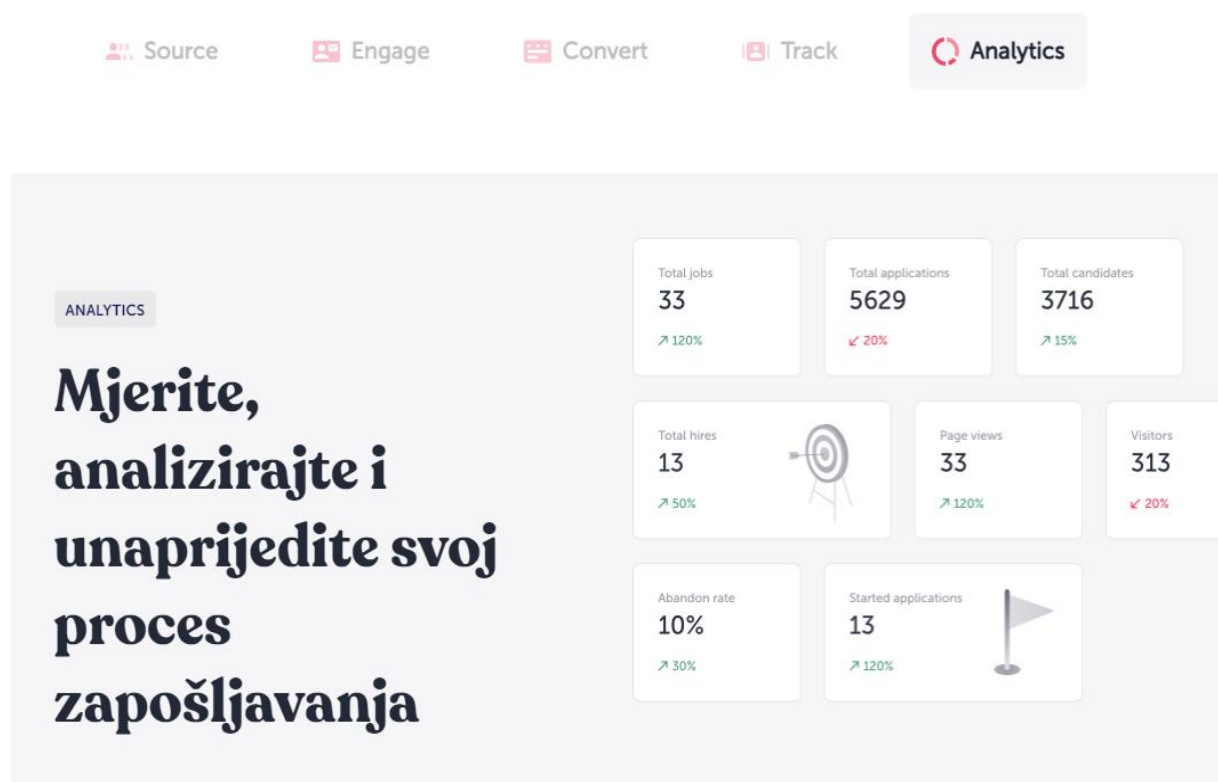 Source Engage Convert Track Analytics
ANALYTICS
Mjerite,
analizirajte i
unaprijedite svoj
proces
zapošljavanja
Total jobs Total applications Total candidates
33 5629 3716
↗ 120% ↙ 20% ↗ 15%
Total hires Page views Visitors
13 33 313
↗ 50% ↗ 120% ↙ 20%
Abandon rate Started applications
10% 13
↗ 30% ↗ 120%